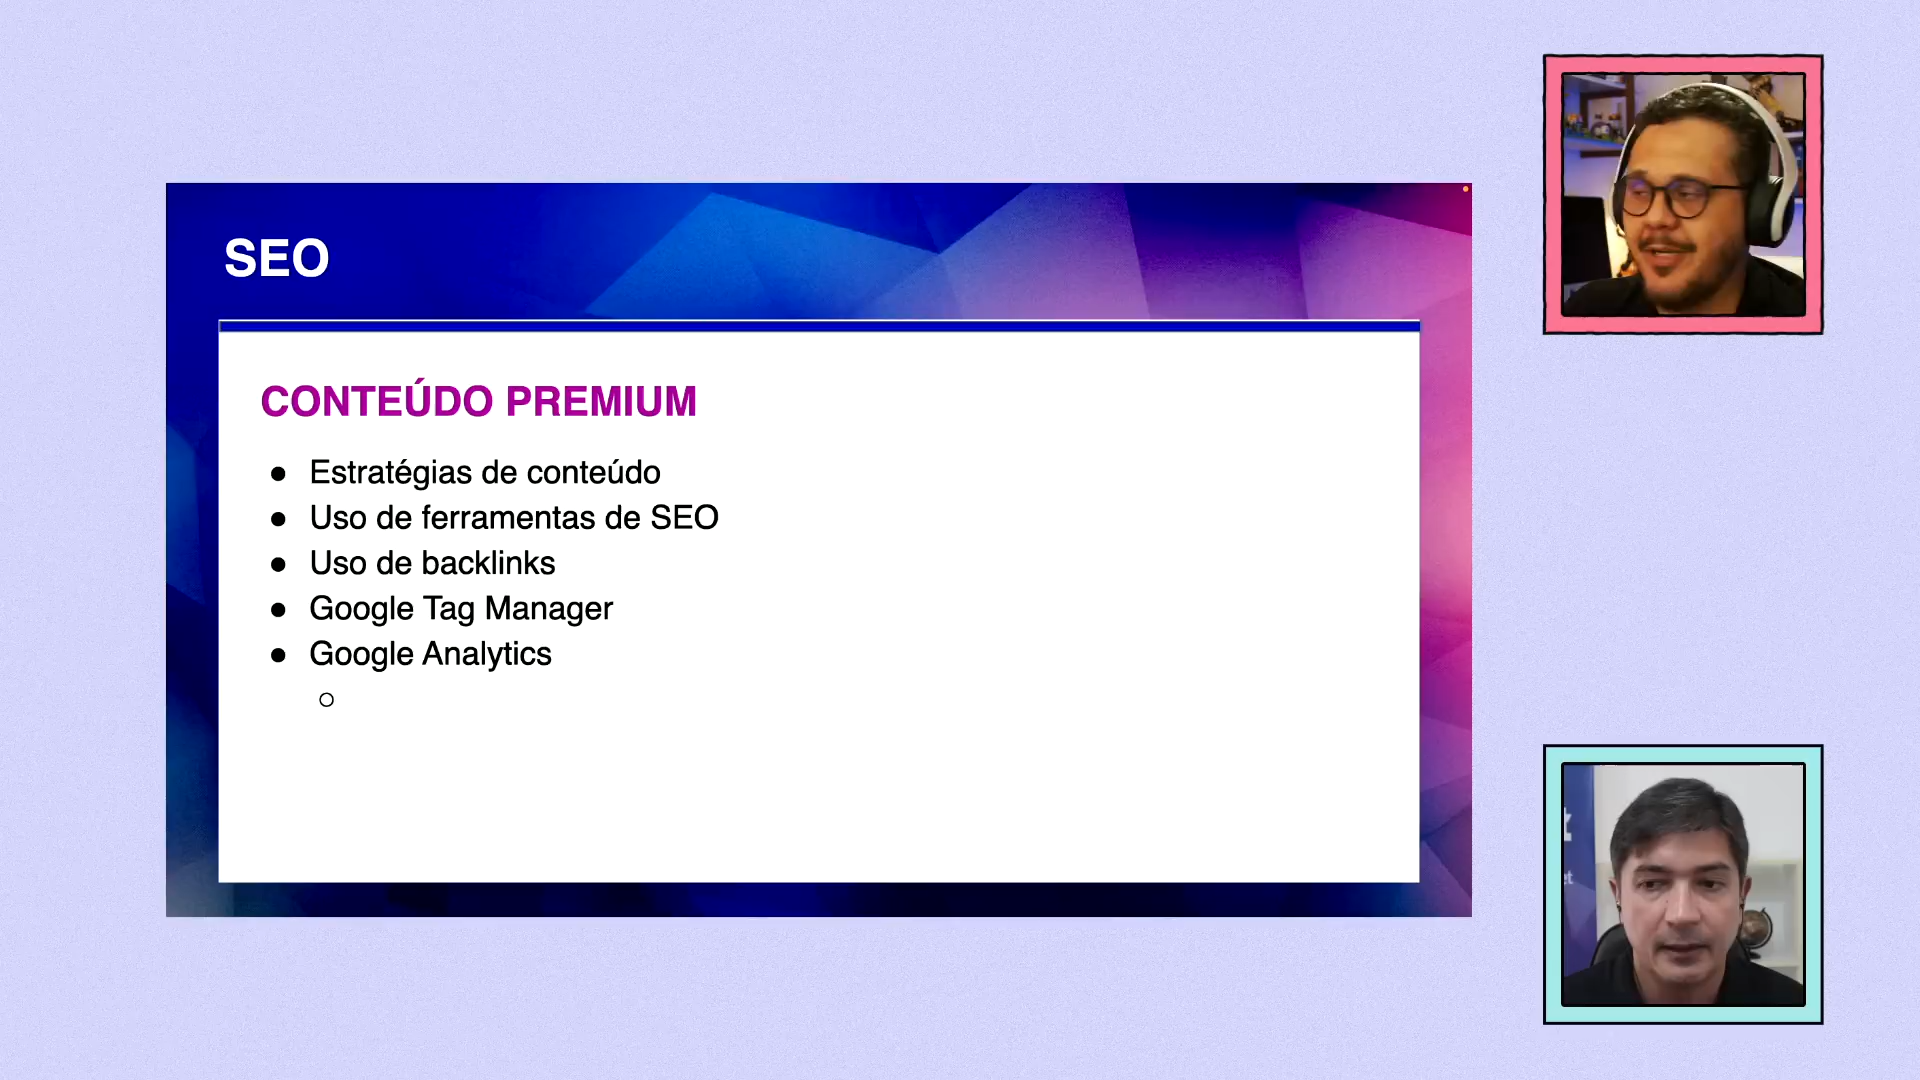 SEO
CONTEÚDO PREMIUM
● Estratégias de conteúdo
● Uso de ferramentas de SEO
● Uso de backlinks
● Google Tag Manager
● Google Analytics
○